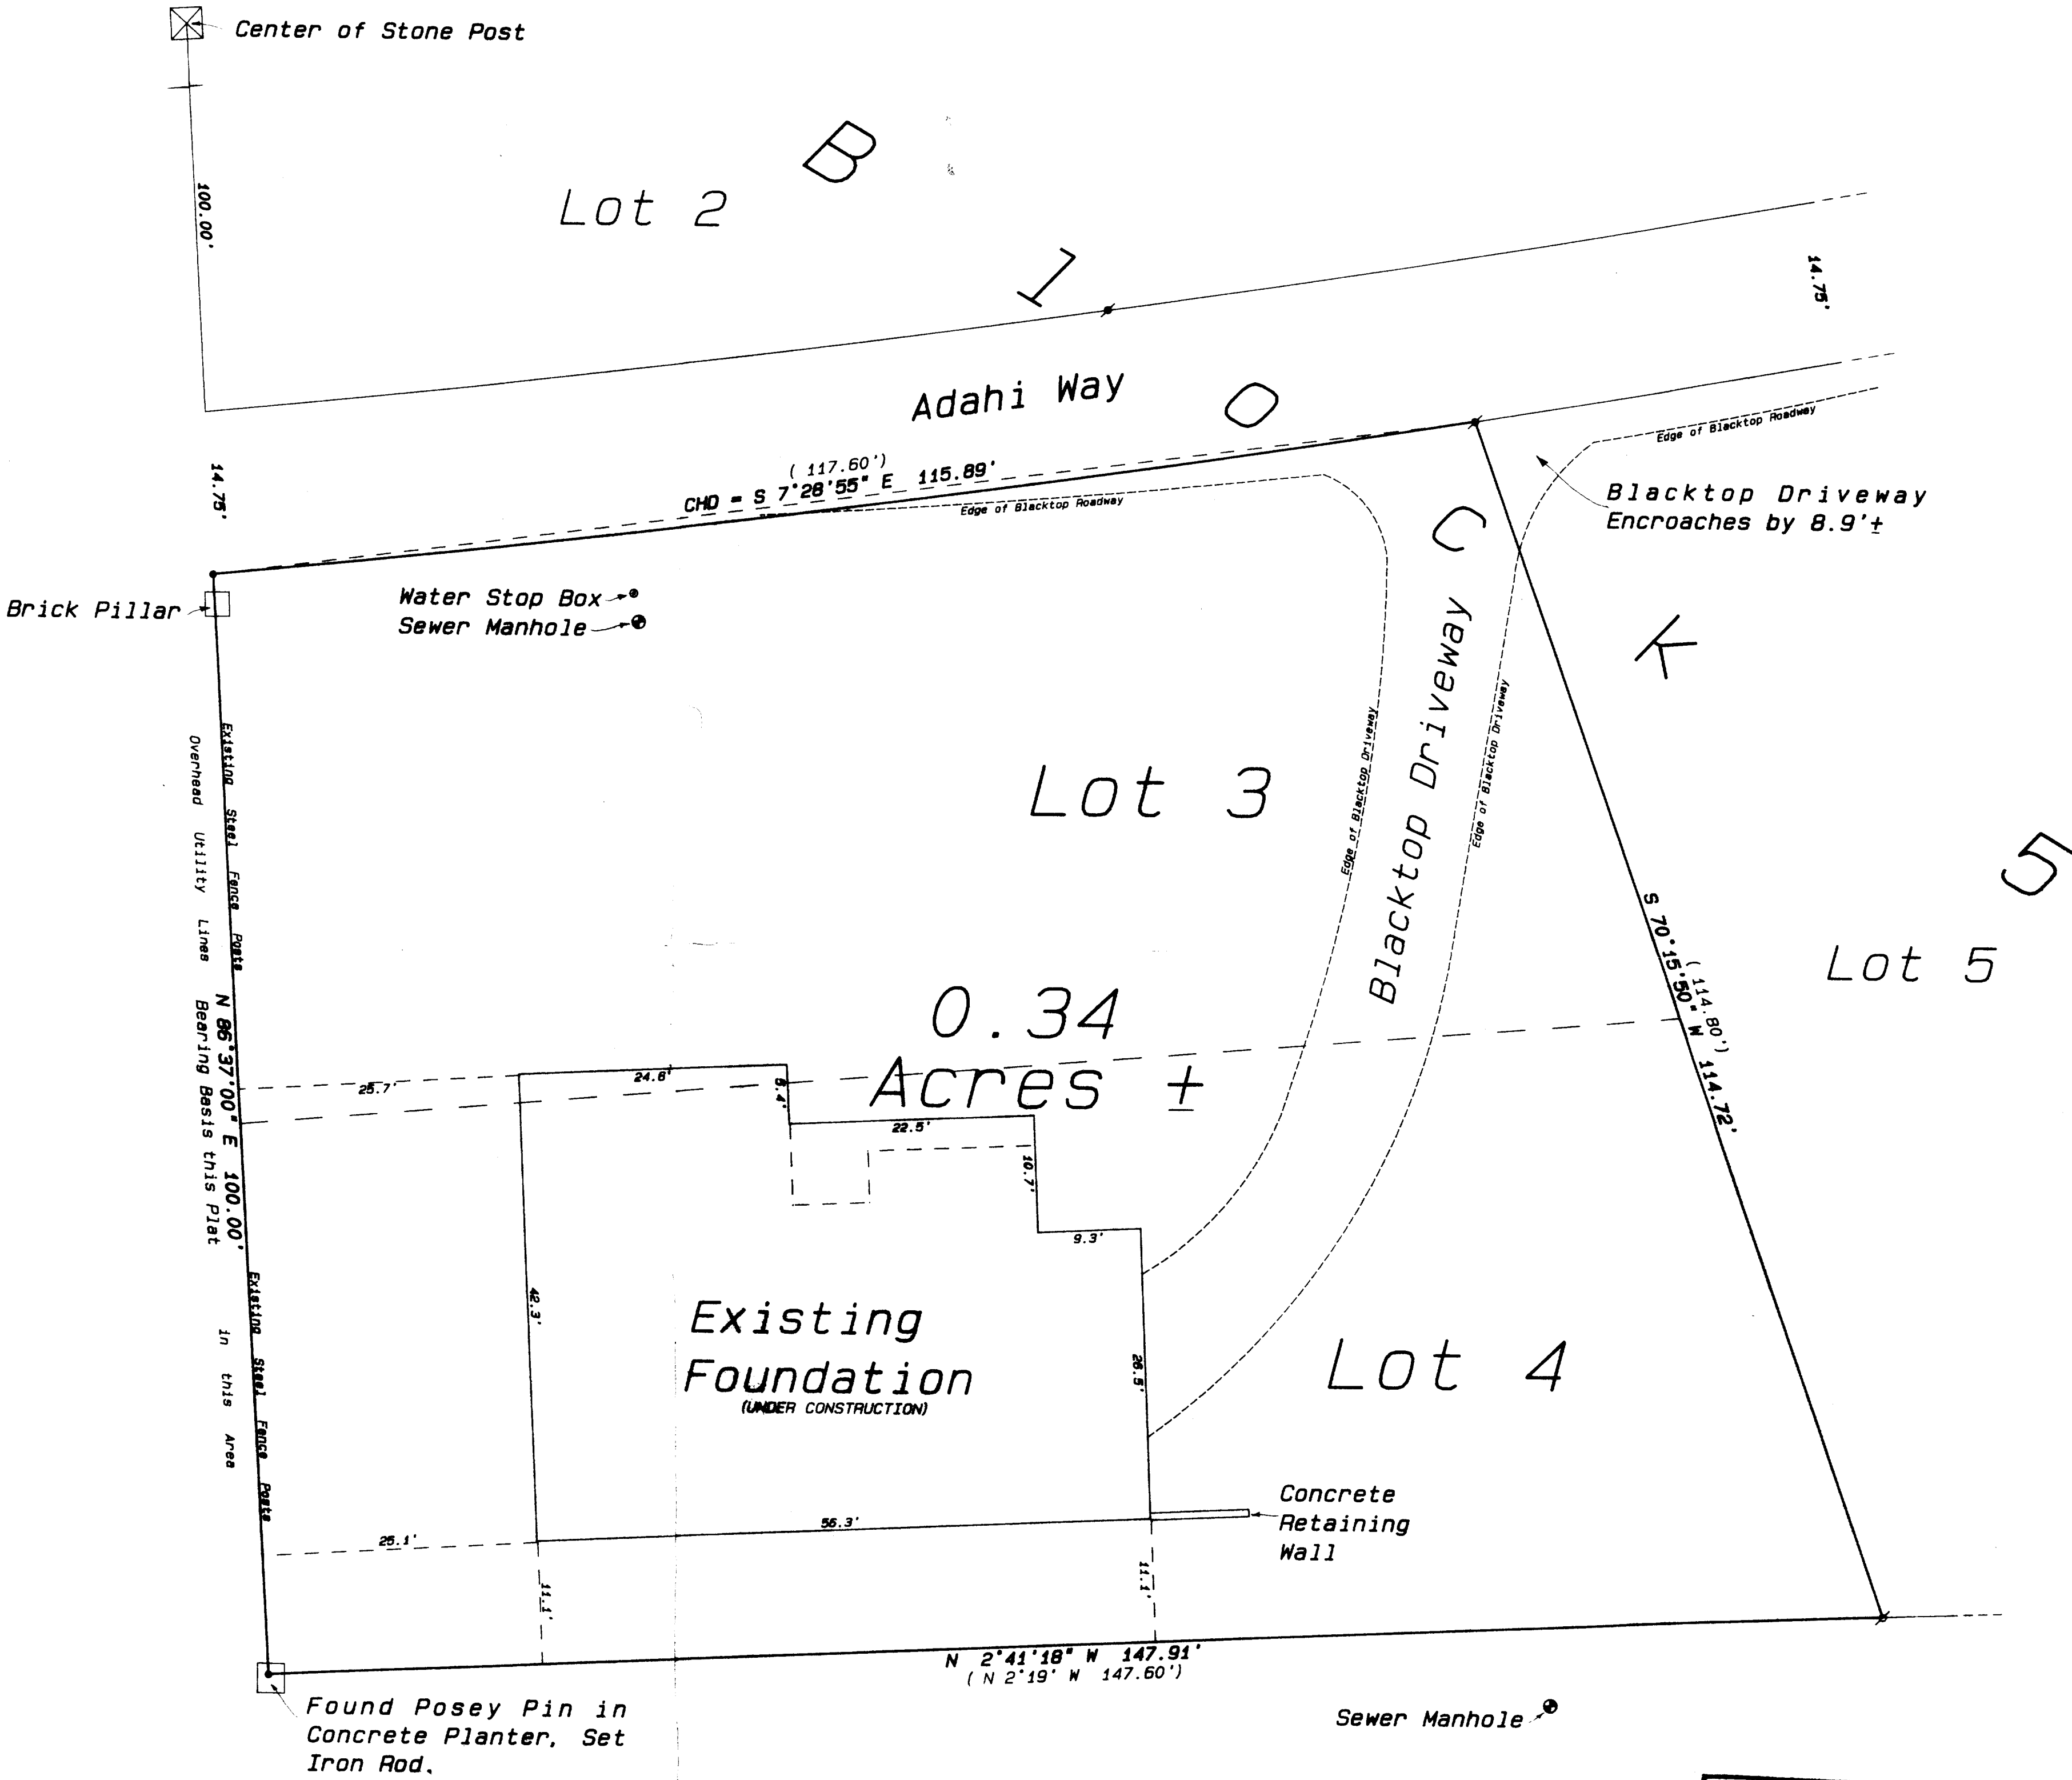 Center of Stone Post
100.00'
Lot 2
B l o c k 5
14.75'
Adahi Way
14.75'
( 117.60')
CHD = S 7°28'55" E 115.89'
Edge of Blacktop Roadway
Edge of Blacktop Roadway
Blacktop Driveway
Encroaches by 8.9'±
Brick Pillar
Water Stop Box
Sewer Manhole
Existing Steel Fence Posts
Overhead Utility Lines
in this Area
N 86°37'00" E 100.00'
Bearing Basis this Plat
Existing Steel Fence Posts
Lot 3
Edge of Blacktop Driveway
Blacktop Driveway
Edge of Blacktop Driveway
( 114.80')
S 70°15'50" W 114.72'
Lot 5
0.34
Acres ±
25.7'
24.6'
5.4'
22.5'
10.7'
9.3'
42.3'
26.5'
Existing
Foundation
(UNDER CONSTRUCTION)
Lot 4
25.1'
56.3'
11.1'
11.1'
Concrete
Retaining
Wall
N 2°41'18" W 147.91'
( N 2°19' W 147.60')
Found Posey Pin in
Concrete Planter, Set
Iron Rod.
Sewer Manhole